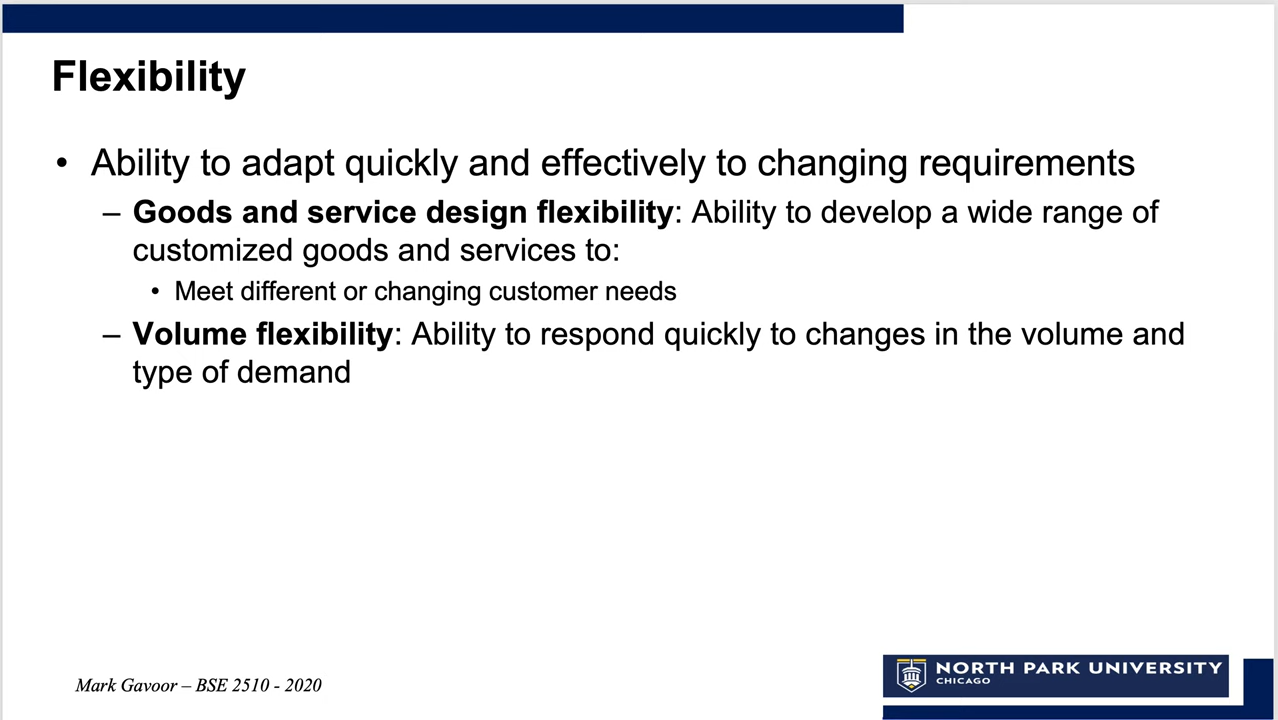 Flexibility
• Ability to adapt quickly and effectively to changing requirements
– Goods and service design flexibility: Ability to develop a wide range of
customized goods and services to:
• Meet different or changing customer needs
– Volume flexibility: Ability to respond quickly to changes in the volume and
type of demand
Mark Gavoor – BSE 2510 - 2020
NORTH PARK UNIVERSITY
CHICAGO